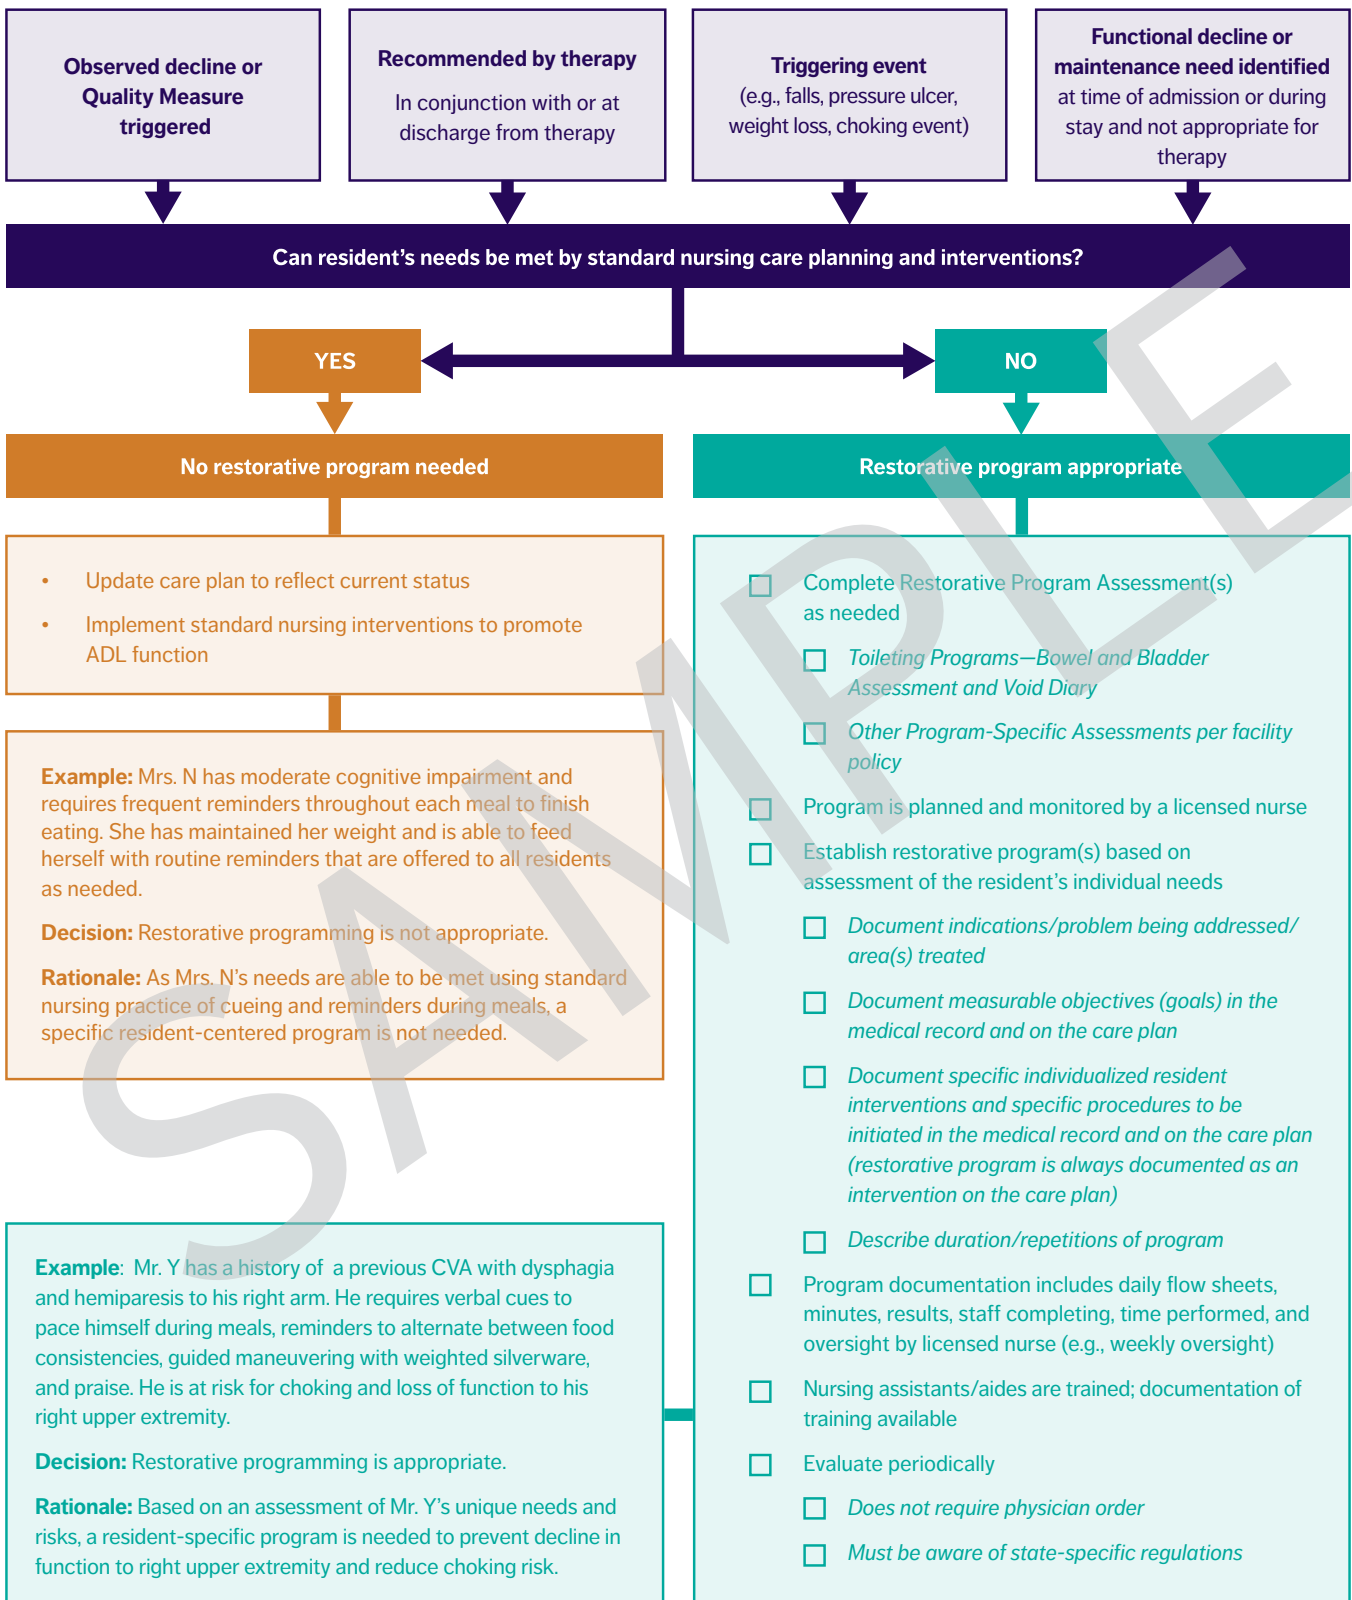 Observed decline or
Quality Measure
triggered
Recommended by therapy
In conjunction with or at
discharge from therapy
Triggering event
(e.g., falls, pressure ulcer,
weight loss, choking event)
Functional decline or
maintenance need identified
at time of admission or during
stay and not appropriate for
therapy
Can resident’s needs be met by standard nursing care planning and interventions?
YES
NO
No restorative program needed
Restorative program appropriate
• Update care plan to reflect current status
• Implement standard nursing interventions to promote
ADL function
Example: Mrs. N has moderate cognitive impairment and
requires frequent reminders throughout each meal to finish
eating. She has maintained her weight and is able to feed
herself with routine reminders that are offered to all residents
as needed.
Decision: Restorative programming is not appropriate.
Rationale: As Mrs. N’s needs are able to be met using standard
nursing practice of cueing and reminders during meals, a
specific resident-centered program is not needed.
Example: Mr. Y has a history of a previous CVA with dysphagia
and hemiparesis to his right arm. He requires verbal cues to
pace himself during meals, reminders to alternate between food
consistencies, guided maneuvering with weighted silverware,
and praise. He is at risk for choking and loss of function to his
right upper extremity.
Decision: Restorative programming is appropriate.
Rationale: Based on an assessment of Mr. Y’s unique needs and
risks, a resident-specific program is needed to prevent decline in
function to right upper extremity and reduce choking risk.
Complete Restorative Program Assessment(s)
as needed
Toileting Programs—Bowel and Bladder
Assessment and Void Diary
Other Program-Specific Assessments per facility
policy
Program is planned and monitored by a licensed nurse
Establish restorative program(s) based on
assessment of the resident’s individual needs
Document indications/problem being addressed/
area(s) treated
Document measurable objectives (goals) in the
medical record and on the care plan
Document specific individualized resident
interventions and specific procedures to be
initiated in the medical record and on the care plan
(restorative program is always documented as an
intervention on the care plan)
Describe duration/repetitions of program
Program documentation includes daily flow sheets,
minutes, results, staff completing, time performed, and
oversight by licensed nurse (e.g., weekly oversight)
Nursing assistants/aides are trained; documentation of
training available
Evaluate periodically
Does not require physician order
Must be aware of state-specific regulations
SAMPLE